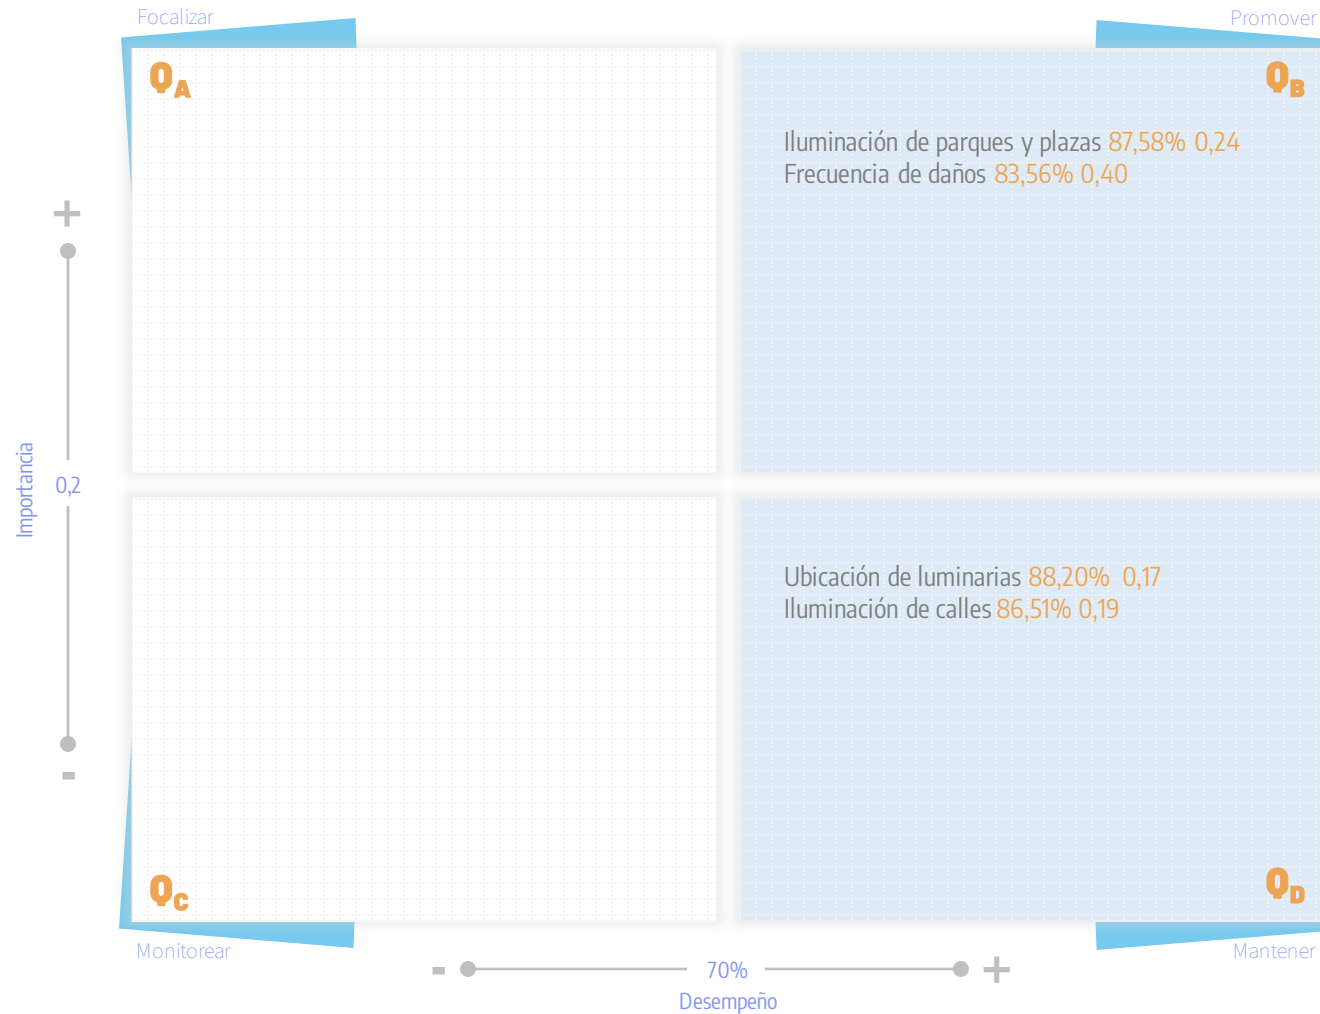 Focalizar
Promover
QA
QB
Iluminación de parques y plazas 87,58% 0,24
Frecuencia de daños 83,56% 0,40
+
Importancia
0,2
Ubicación de luminarias 88,20% 0,17
Iluminación de calles 86,51% 0,19
-
QC
QD
Monitorear
Mantener
- 70% +
Desempeño